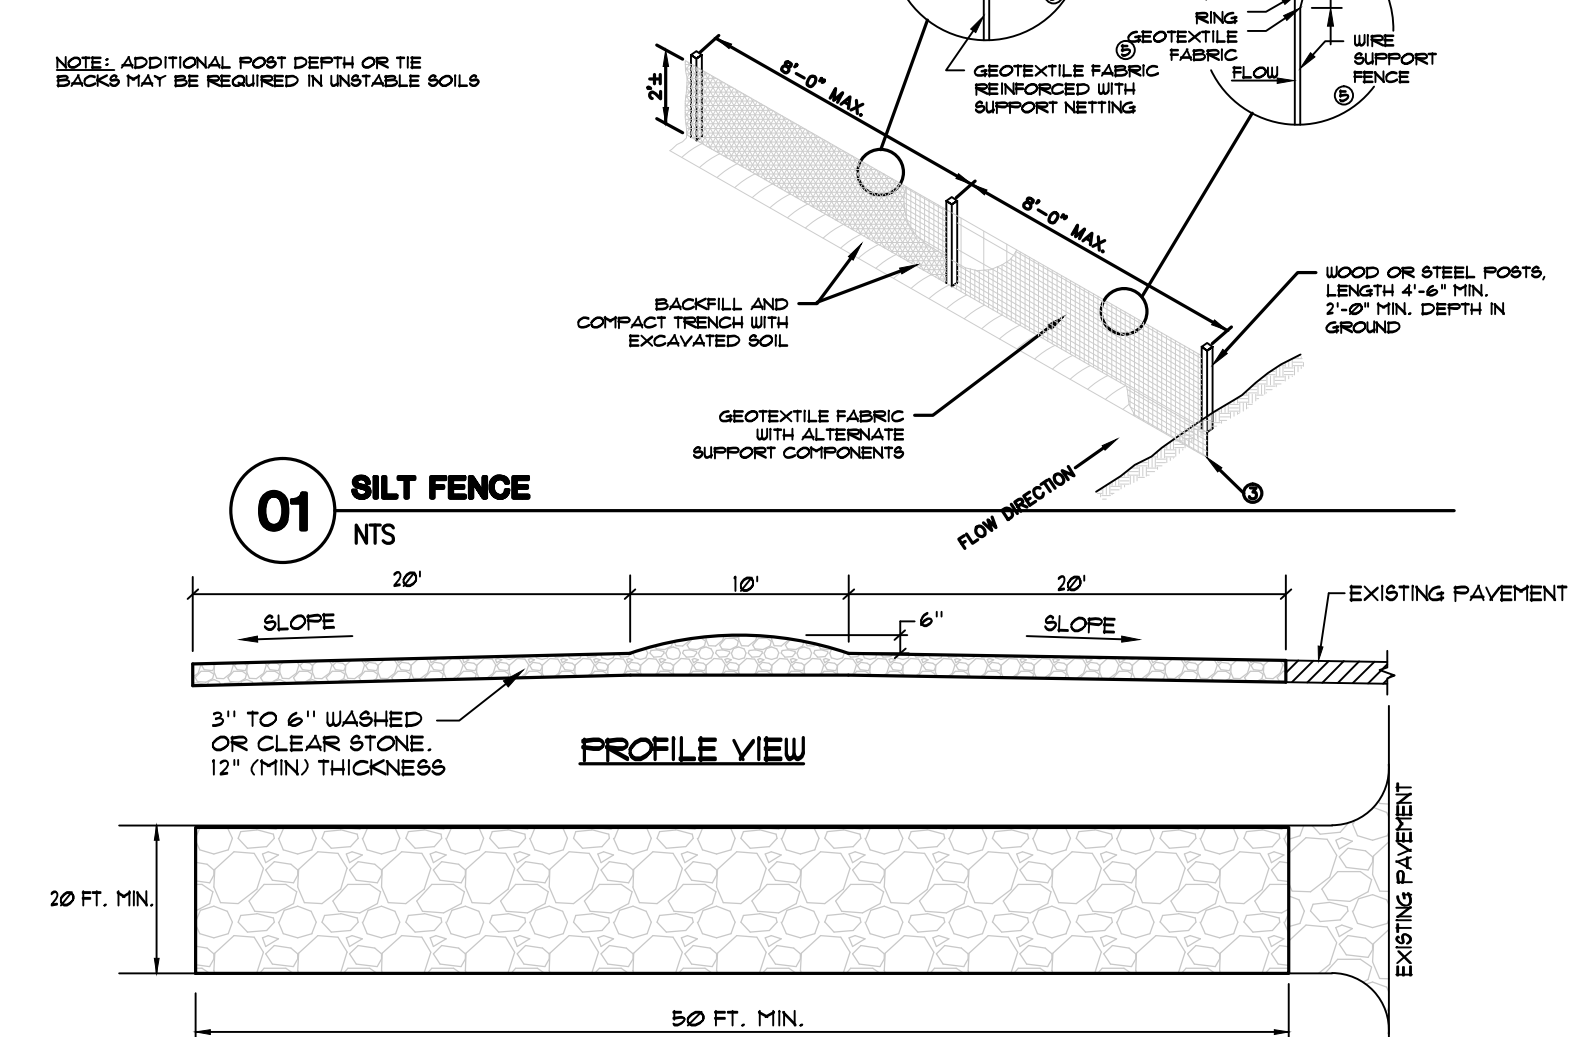 NOTE: ADDITIONAL POST DEPTH OR TIE
BACKS MAY BE REQUIRED IN UNSTABLE SOILS
2'±
8'-0" MAX.
8'-0" MAX.
5
GEOTEXTILE FABRIC
REINFORCED WITH
SUPPORT NETTING
RING
GEOTEXTILE
FABRIC
FLOW
WIRE
SUPPORT
FENCE
5
BACKFILL AND
COMPACT TRENCH WITH
EXCAVATED SOIL
WOOD OR STEEL POSTS,
LENGTH 4'-6" MIN.
2'-0" MIN. DEPTH IN
GROUND
GEOTEXTILE FABRIC
WITH ALTERNATE
SUPPORT COMPONENTS
FLOW DIRECTION
3
01
SILT FENCE
NTS
20'
10'
20'
SLOPE
6"
SLOPE
EXISTING PAVEMENT
3" TO 6" WASHED
OR CLEAR STONE.
12" (MIN) THICKNESS
PROFILE VIEW
20 FT. MIN.
EXISTING PAVEMENT
50 FT. MIN.